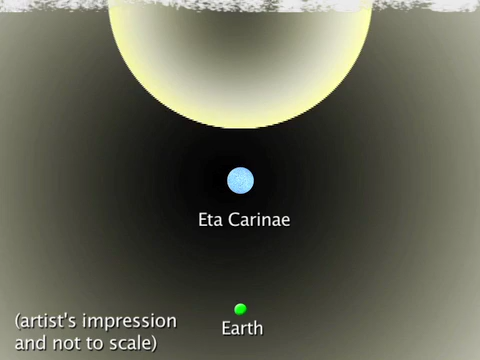 Eta Carinae
(artist's impression
and not to scale)
Earth